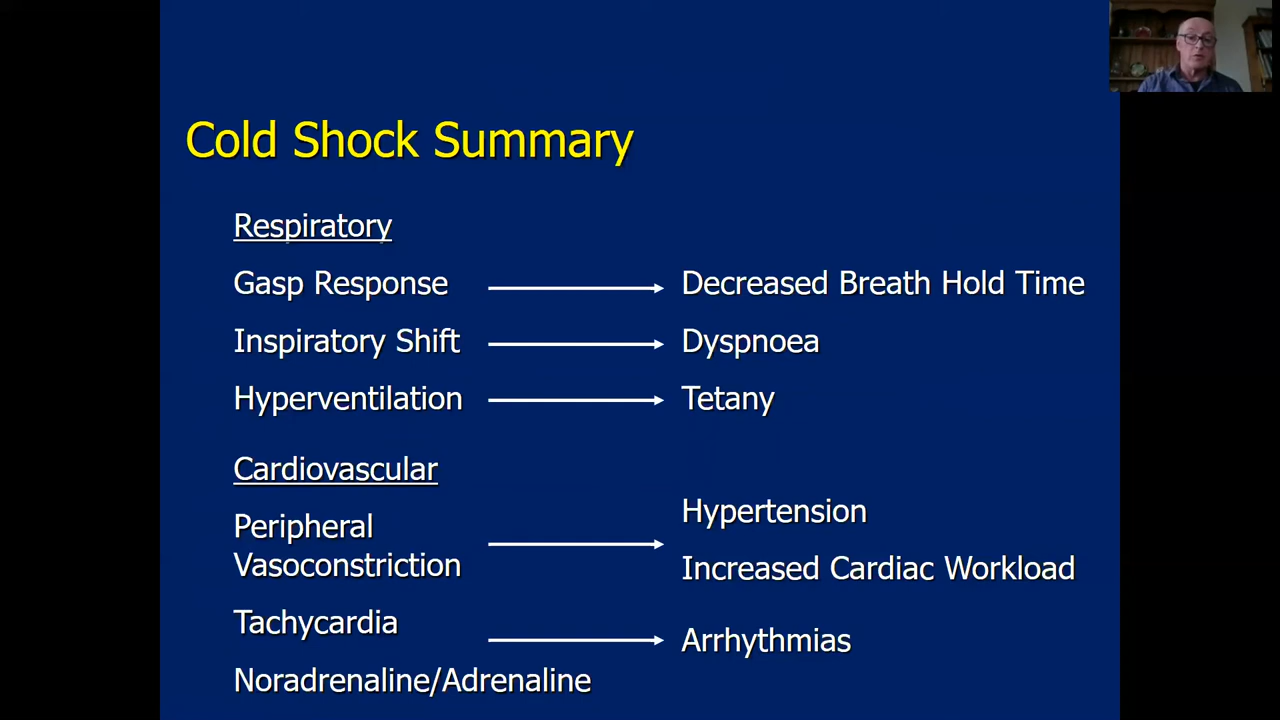 Cold Shock Summary
Respiratory
Gasp Response Decreased Breath Hold Time
Inspiratory Shift Dyspnoea
Hyperventilation Tetany
Cardiovascular
Peripheral
Vasoconstriction
Hypertension
Increased Cardiac Workload
Tachycardia
Arrhythmias
Noradrenaline/Adrenaline